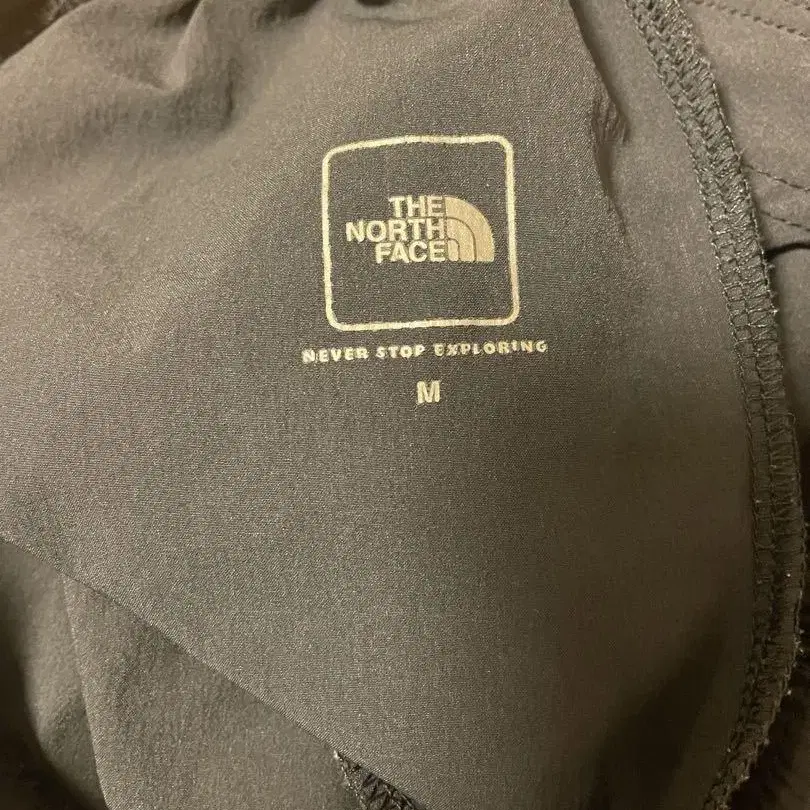 THE
NORTH
FACE
NEVER STOP EXPLORING
M